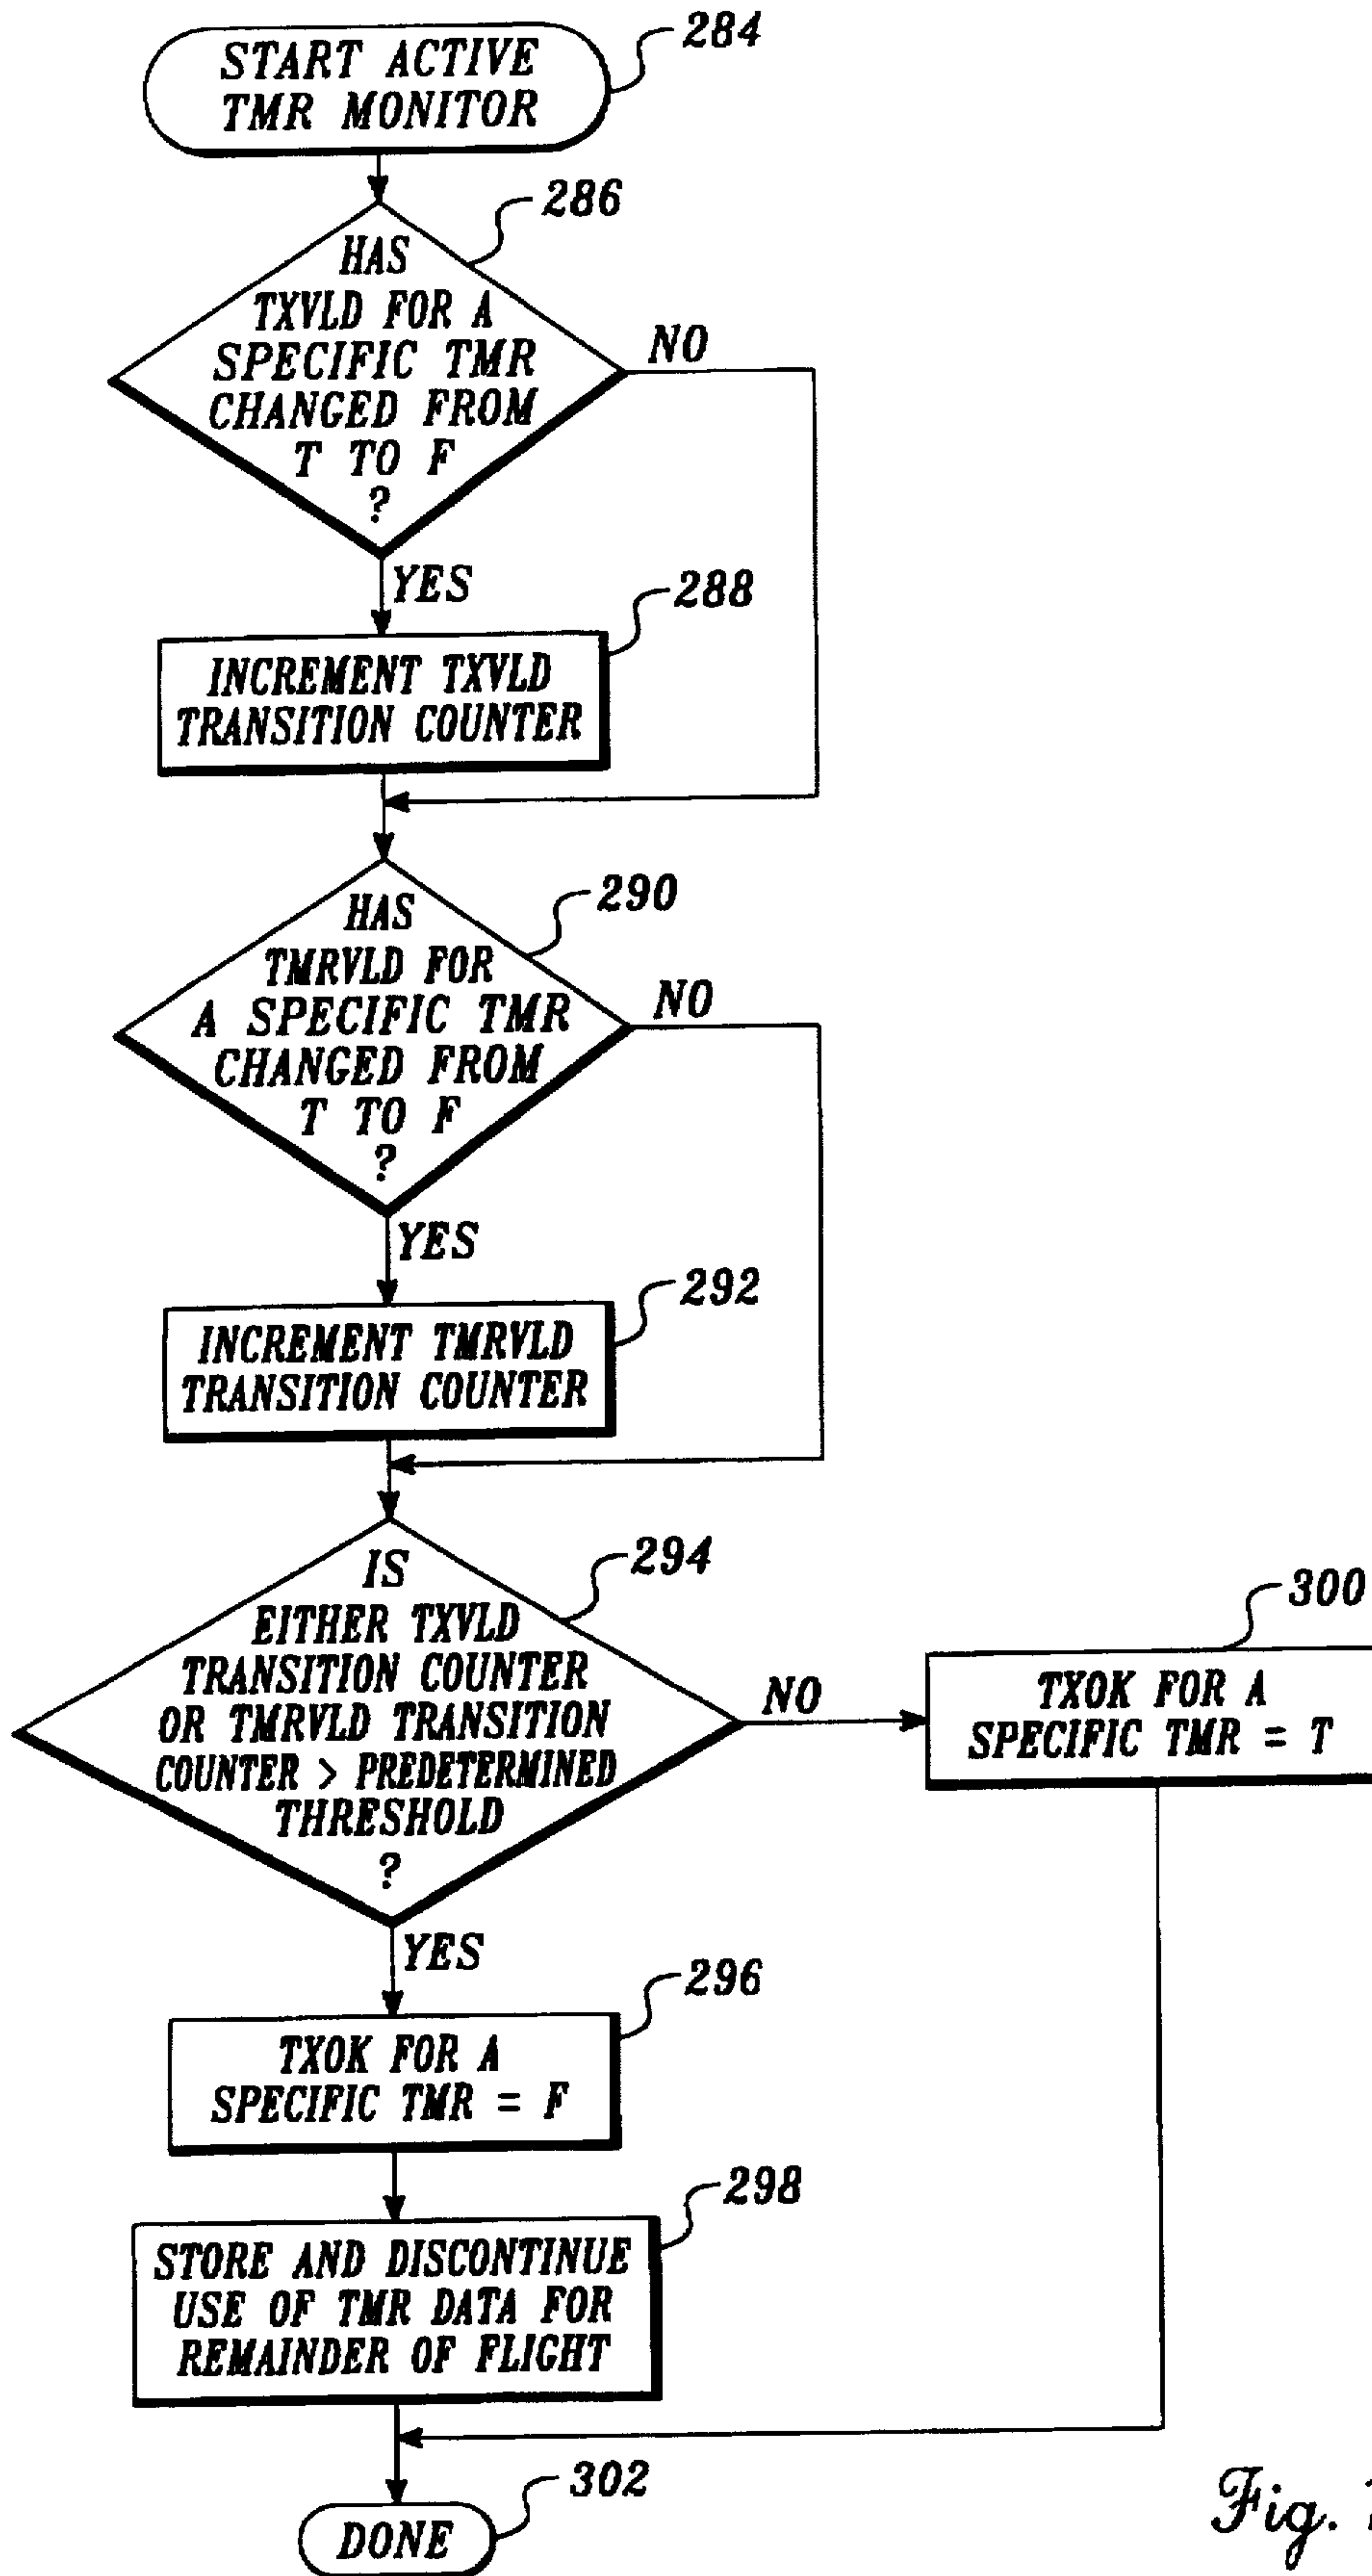 START ACTIVE
TMR MONITOR
284
286
HAS
TXVLD FOR A
SPECIFIC TMR
CHANGED FROM
T TO F
?
NO
YES
288
INCREMENT TXVLD
TRANSITION COUNTER
290
HAS
TMRVLD FOR
A SPECIFIC TMR
CHANGED FROM
T TO F
?
NO
YES
292
INCREMENT TMRVLD
TRANSITION COUNTER
294
IS
EITHER TXVLD
TRANSITION COUNTER
OR TMRVLD TRANSITION
COUNTER > PREDETERMINED
THRESHOLD
?
NO
300
TXOK FOR A
SPECIFIC TMR = T
YES
296
TXOK FOR A
SPECIFIC TMR = F
298
STORE AND DISCONTINUE
USE OF TMR DATA FOR
REMAINDER OF FLIGHT
302
DONE
Fig.